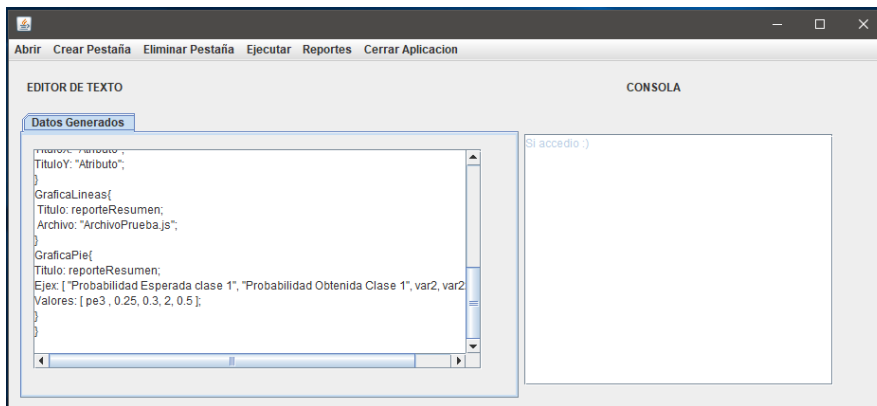 Abrir Crear Pestaña Eliminar Pestaña Ejecutar Reportes Cerrar Aplicacion
EDITOR DE TEXTO
CONSOLA
Datos Generados
Si accedio :)
TituloX: "Atributo";
TituloY: "Atributo";
}
GraficaLineas{
Titulo: reporteResumen;
Archivo: "ArchivoPrueba.js";
}
GraficaPie{
Titulo: reporteResumen;
Ejex: [ "Probabilidad Esperada clase 1", "Probabilidad Obtenida Clase 1", var2, var2
Valores: [ pe3 , 0.25, 0.3, 2, 0.5 ];
}
}